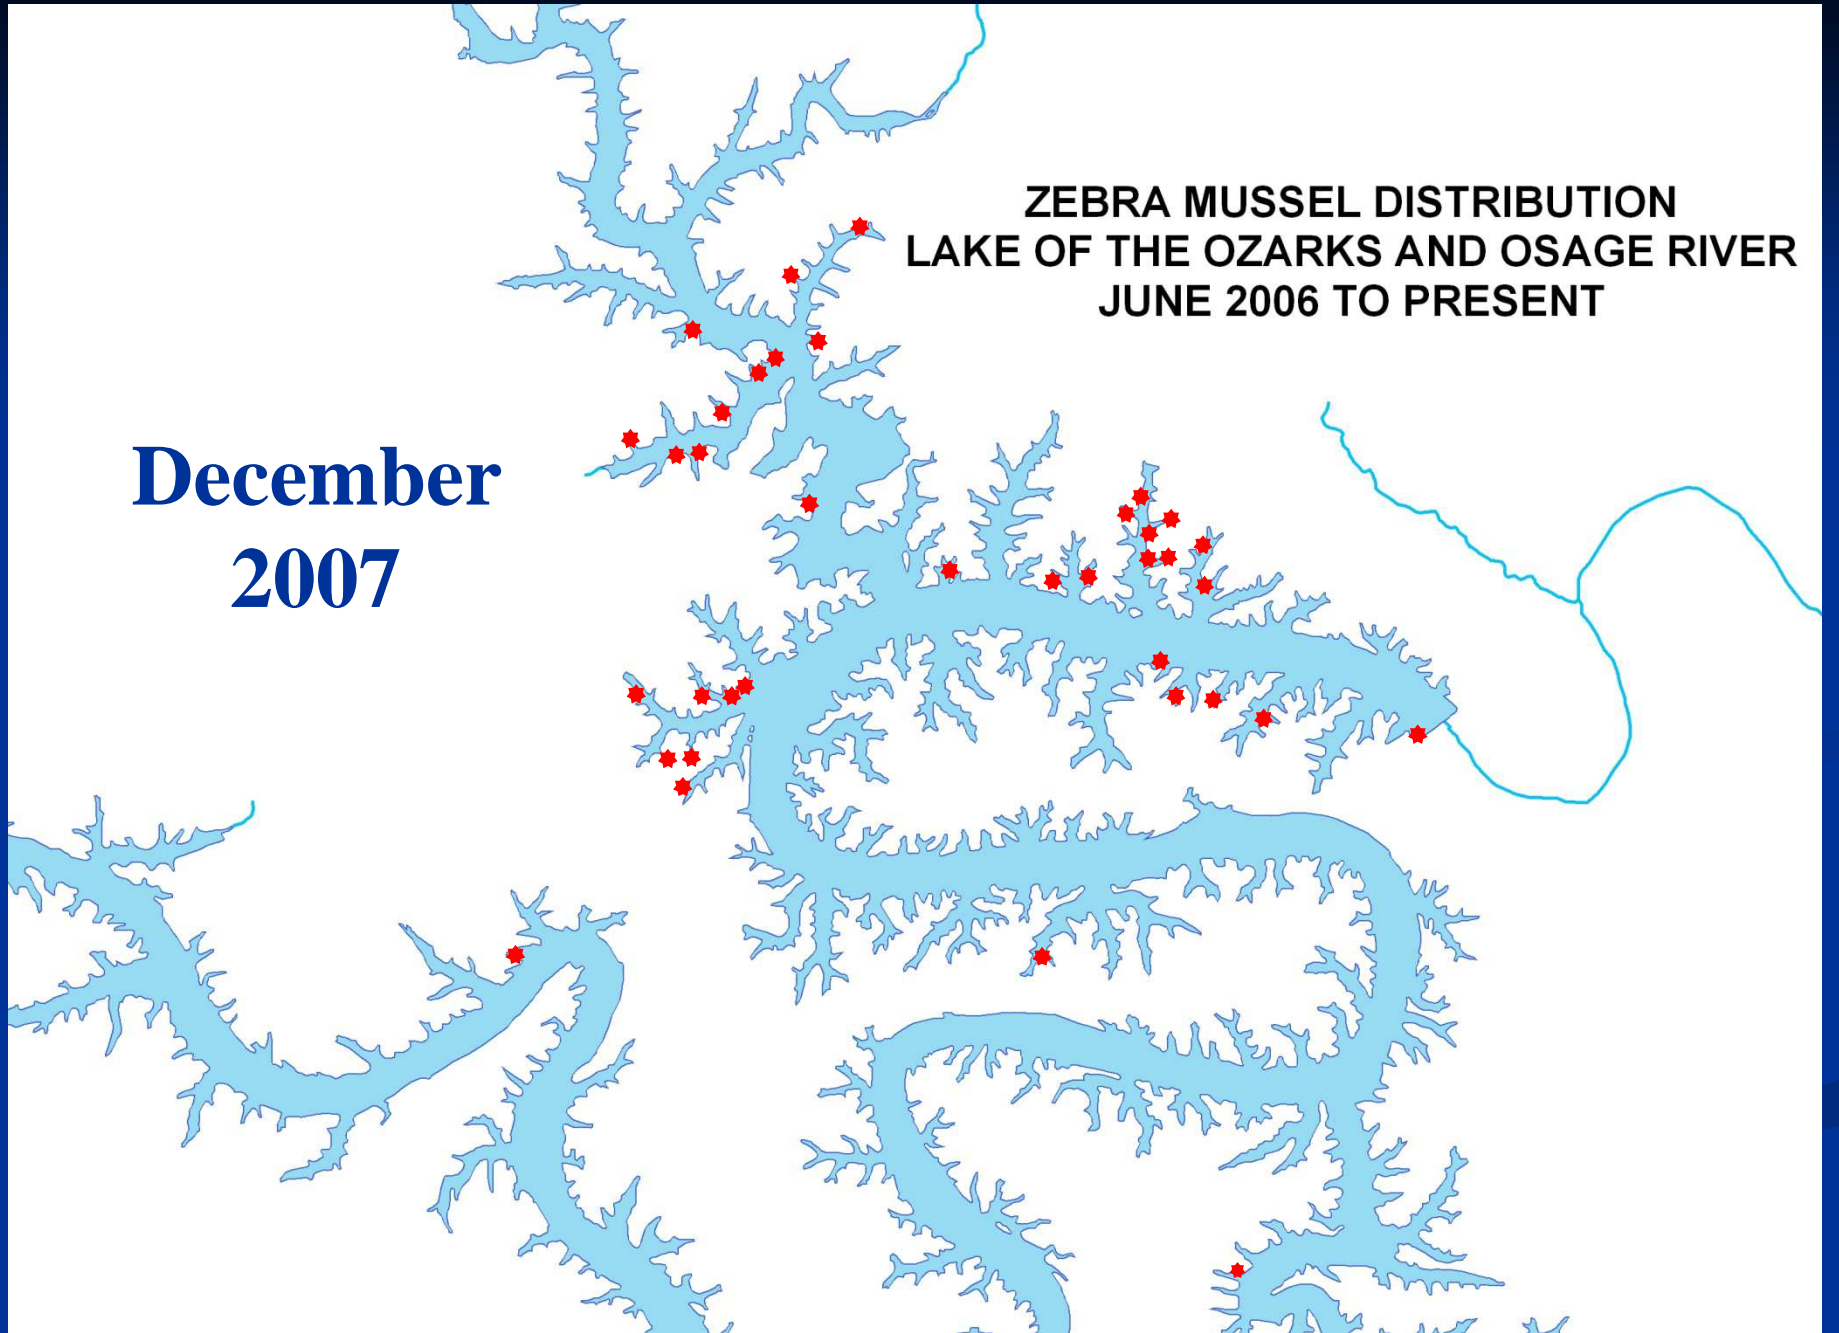 ZEBRA MUSSEL DISTRIBUTION
LAKE OF THE OZARKS AND OSAGE RIVER
JUNE 2006 TO PRESENT
December
2007